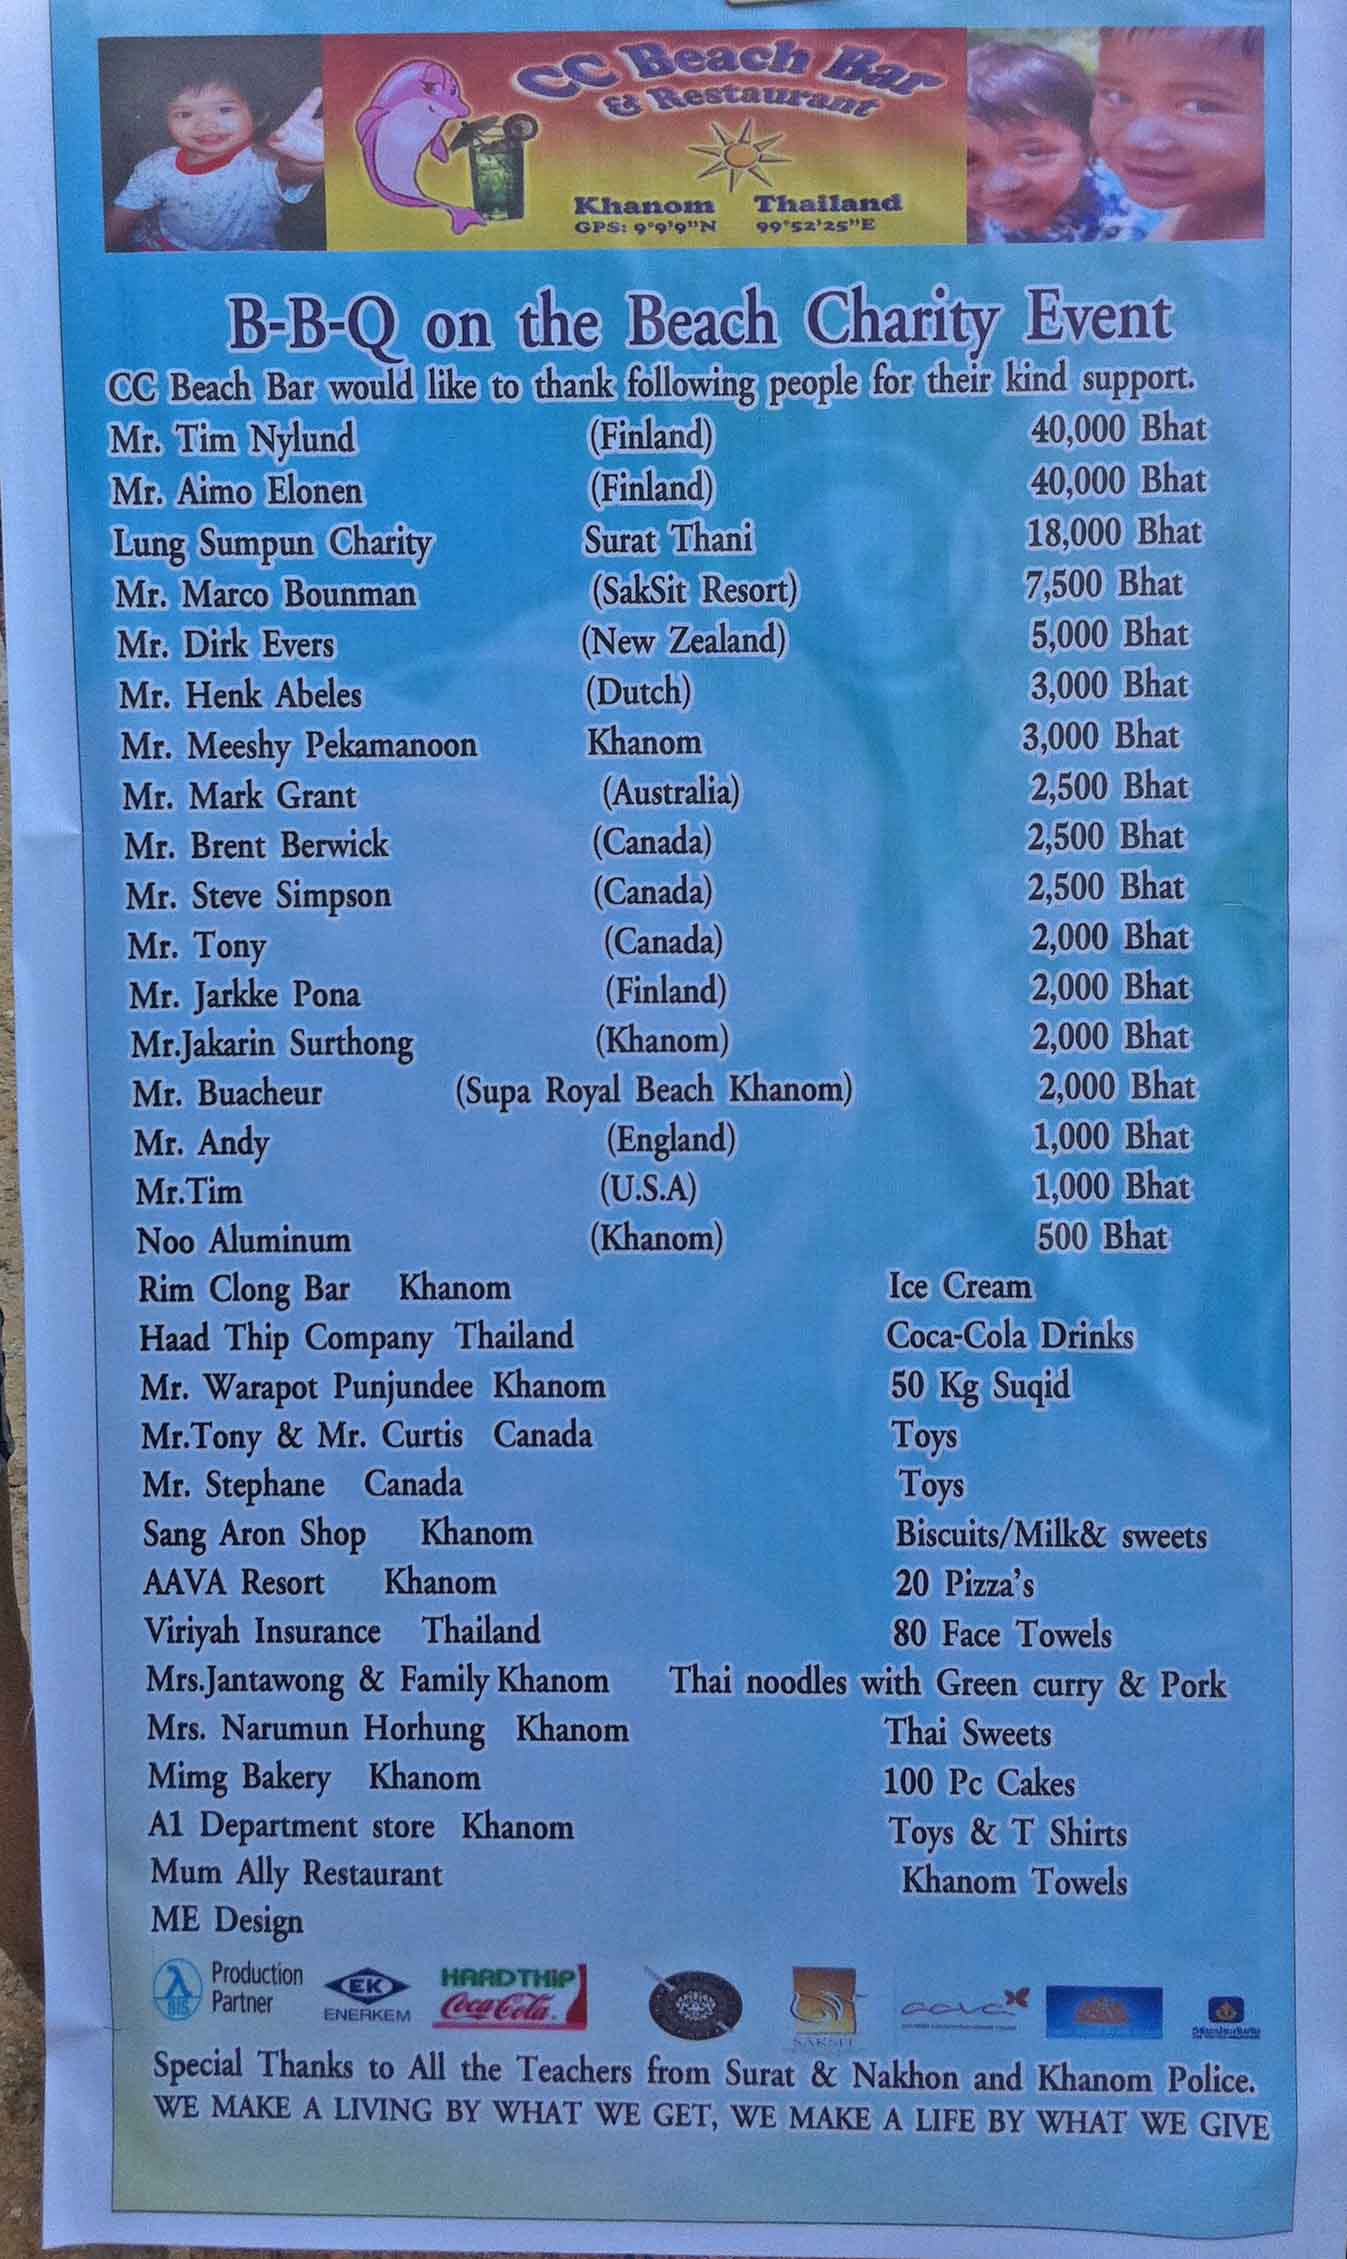 CC Beach Bar
& Restaurant
Khanom Thailand
GPS: 9°9'9"N 99°52'25"E
B-B-Q on the Beach Charity Event
CC Beach Bar would like to thank following people for their kind support.
Mr. Tim Nylund (Finland) 40,000 Bhat
Mr. Aimo Elonen (Finland) 40,000 Bhat
Lung Sumpun Charity Surat Thani 18,000 Bhat
Mr. Marco Bounman (SakSit Resort) 7,500 Bhat
Mr. Dirk Evers (New Zealand) 5,000 Bhat
Mr. Henk Abeles (Dutch) 3,000 Bhat
Mr. Meeshy Pekamanoon Khanom 3,000 Bhat
Mr. Mark Grant (Australia) 2,500 Bhat
Mr. Brent Berwick (Canada) 2,500 Bhat
Mr. Steve Simpson (Canada) 2,500 Bhat
Mr. Tony (Canada) 2,000 Bhat
Mr. Jarkke Pona (Finland) 2,000 Bhat
Mr.Jakarin Surthong (Khanom) 2,000 Bhat
Mr. Buacheur (Supa Royal Beach Khanom) 2,000 Bhat
Mr. Andy (England) 1,000 Bhat
Mr.Tim (U.S.A) 1,000 Bhat
Noo Aluminum (Khanom) 500 Bhat
Rim Clong Bar Khanom Ice Cream
Haad Thip Company Thailand Coca-Cola Drinks
Mr. Warapot Punjundee Khanom 50 Kg Suqid
Mr.Tony & Mr. Curtis Canada Toys
Mr. Stephane Canada Toys
Sang Aron Shop Khanom Biscuits/Milk& sweets
AAVA Resort Khanom 20 Pizza's
Viriyah Insurance Thailand 80 Face Towels
Mrs.Jantawong & Family Khanom Thai noodles with Green curry & Pork
Mrs. Narumun Horhung Khanom Thai Sweets
Mimg Bakery Khanom 100 Pc Cakes
A1 Department store Khanom Toys & T Shirts
Mum Ally Restaurant Khanom Towels
ME Design
BIS Production Partner
EK ENERKEM
HARDTHIP Coca-Cola
SAKSIT
aava
Special Thanks to All the Teachers from Surat & Nakhon and Khanom Police.
WE MAKE A LIVING BY WHAT WE GET, WE MAKE A LIFE BY WHAT WE GIVE